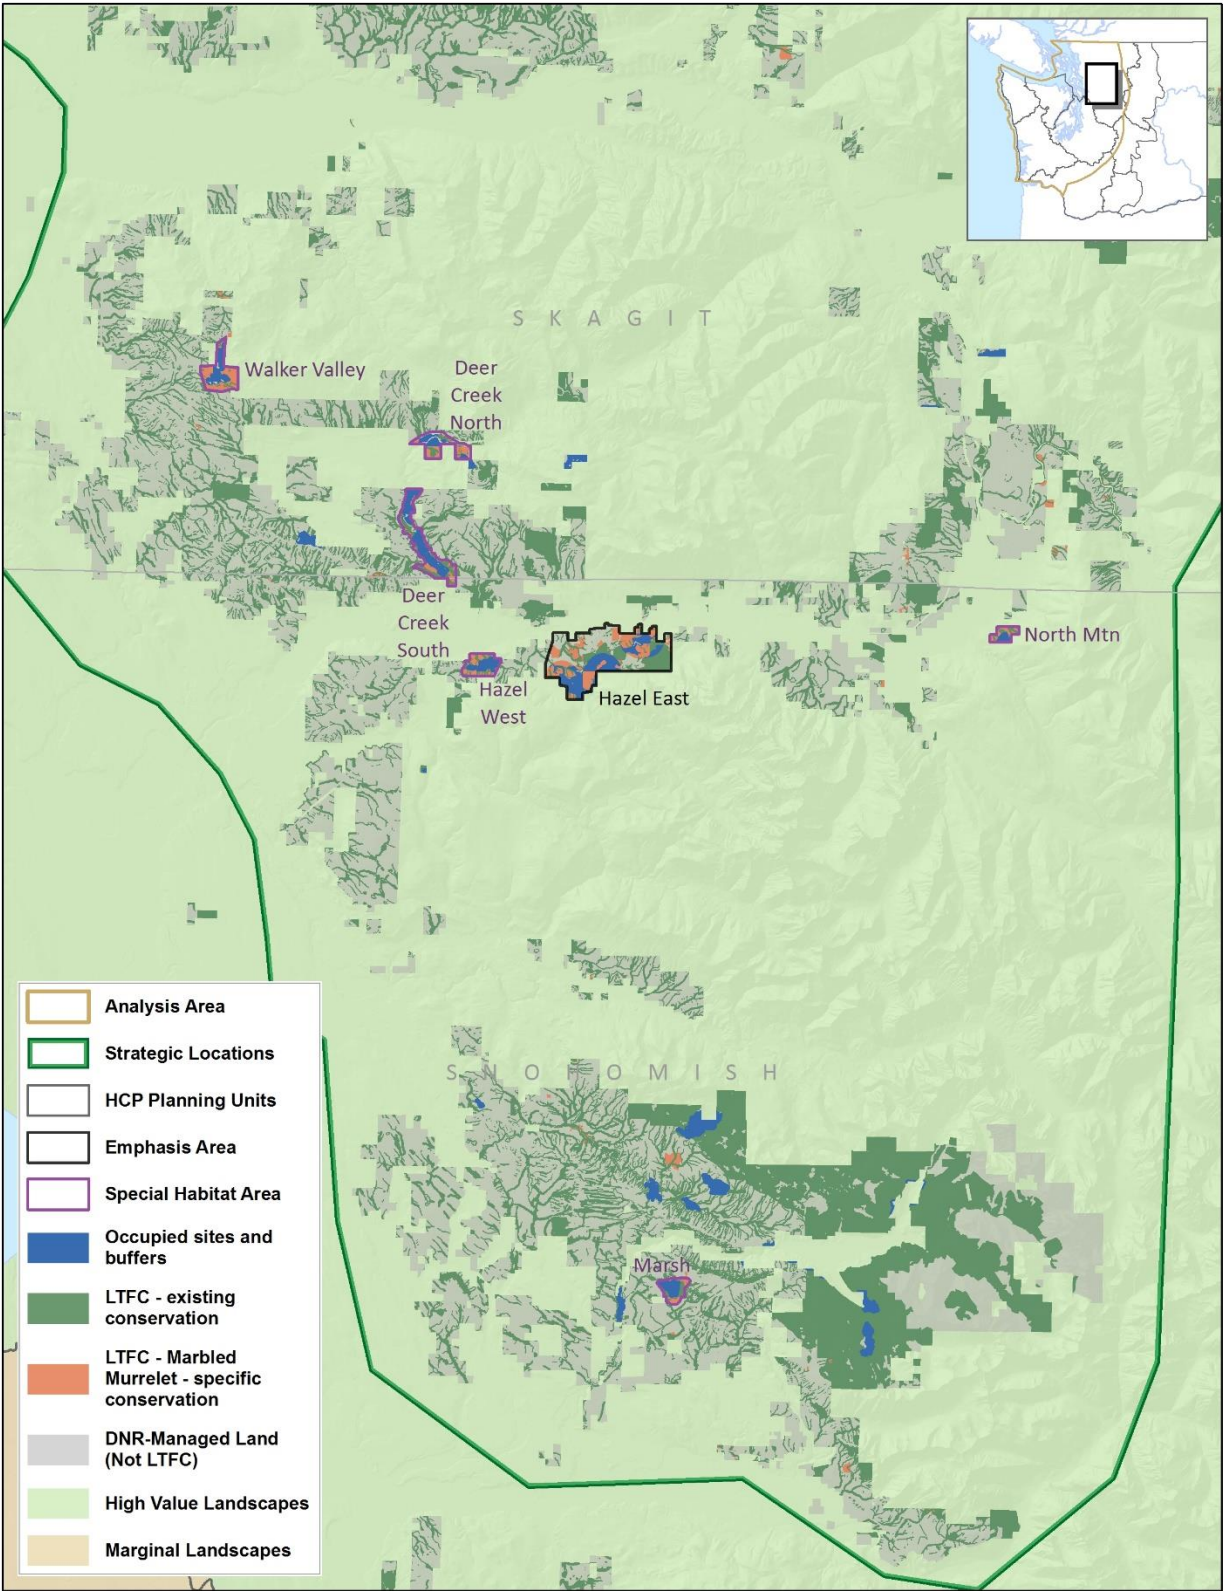 S K A G I T
Walker Valley
Deer
Creek
North
Deer
Creek
South
North Mtn
Hazel
West
Hazel East
S N O H O M I S H
Marsh
Analysis Area
Strategic Locations
HCP Planning Units
Emphasis Area
Special Habitat Area
Occupied sites and
buffers
LTFC - existing
conservation
LTFC - Marbled
Murrelet - specific
conservation
DNR-Managed Land
(Not LTFC)
High Value Landscapes
Marginal Landscapes